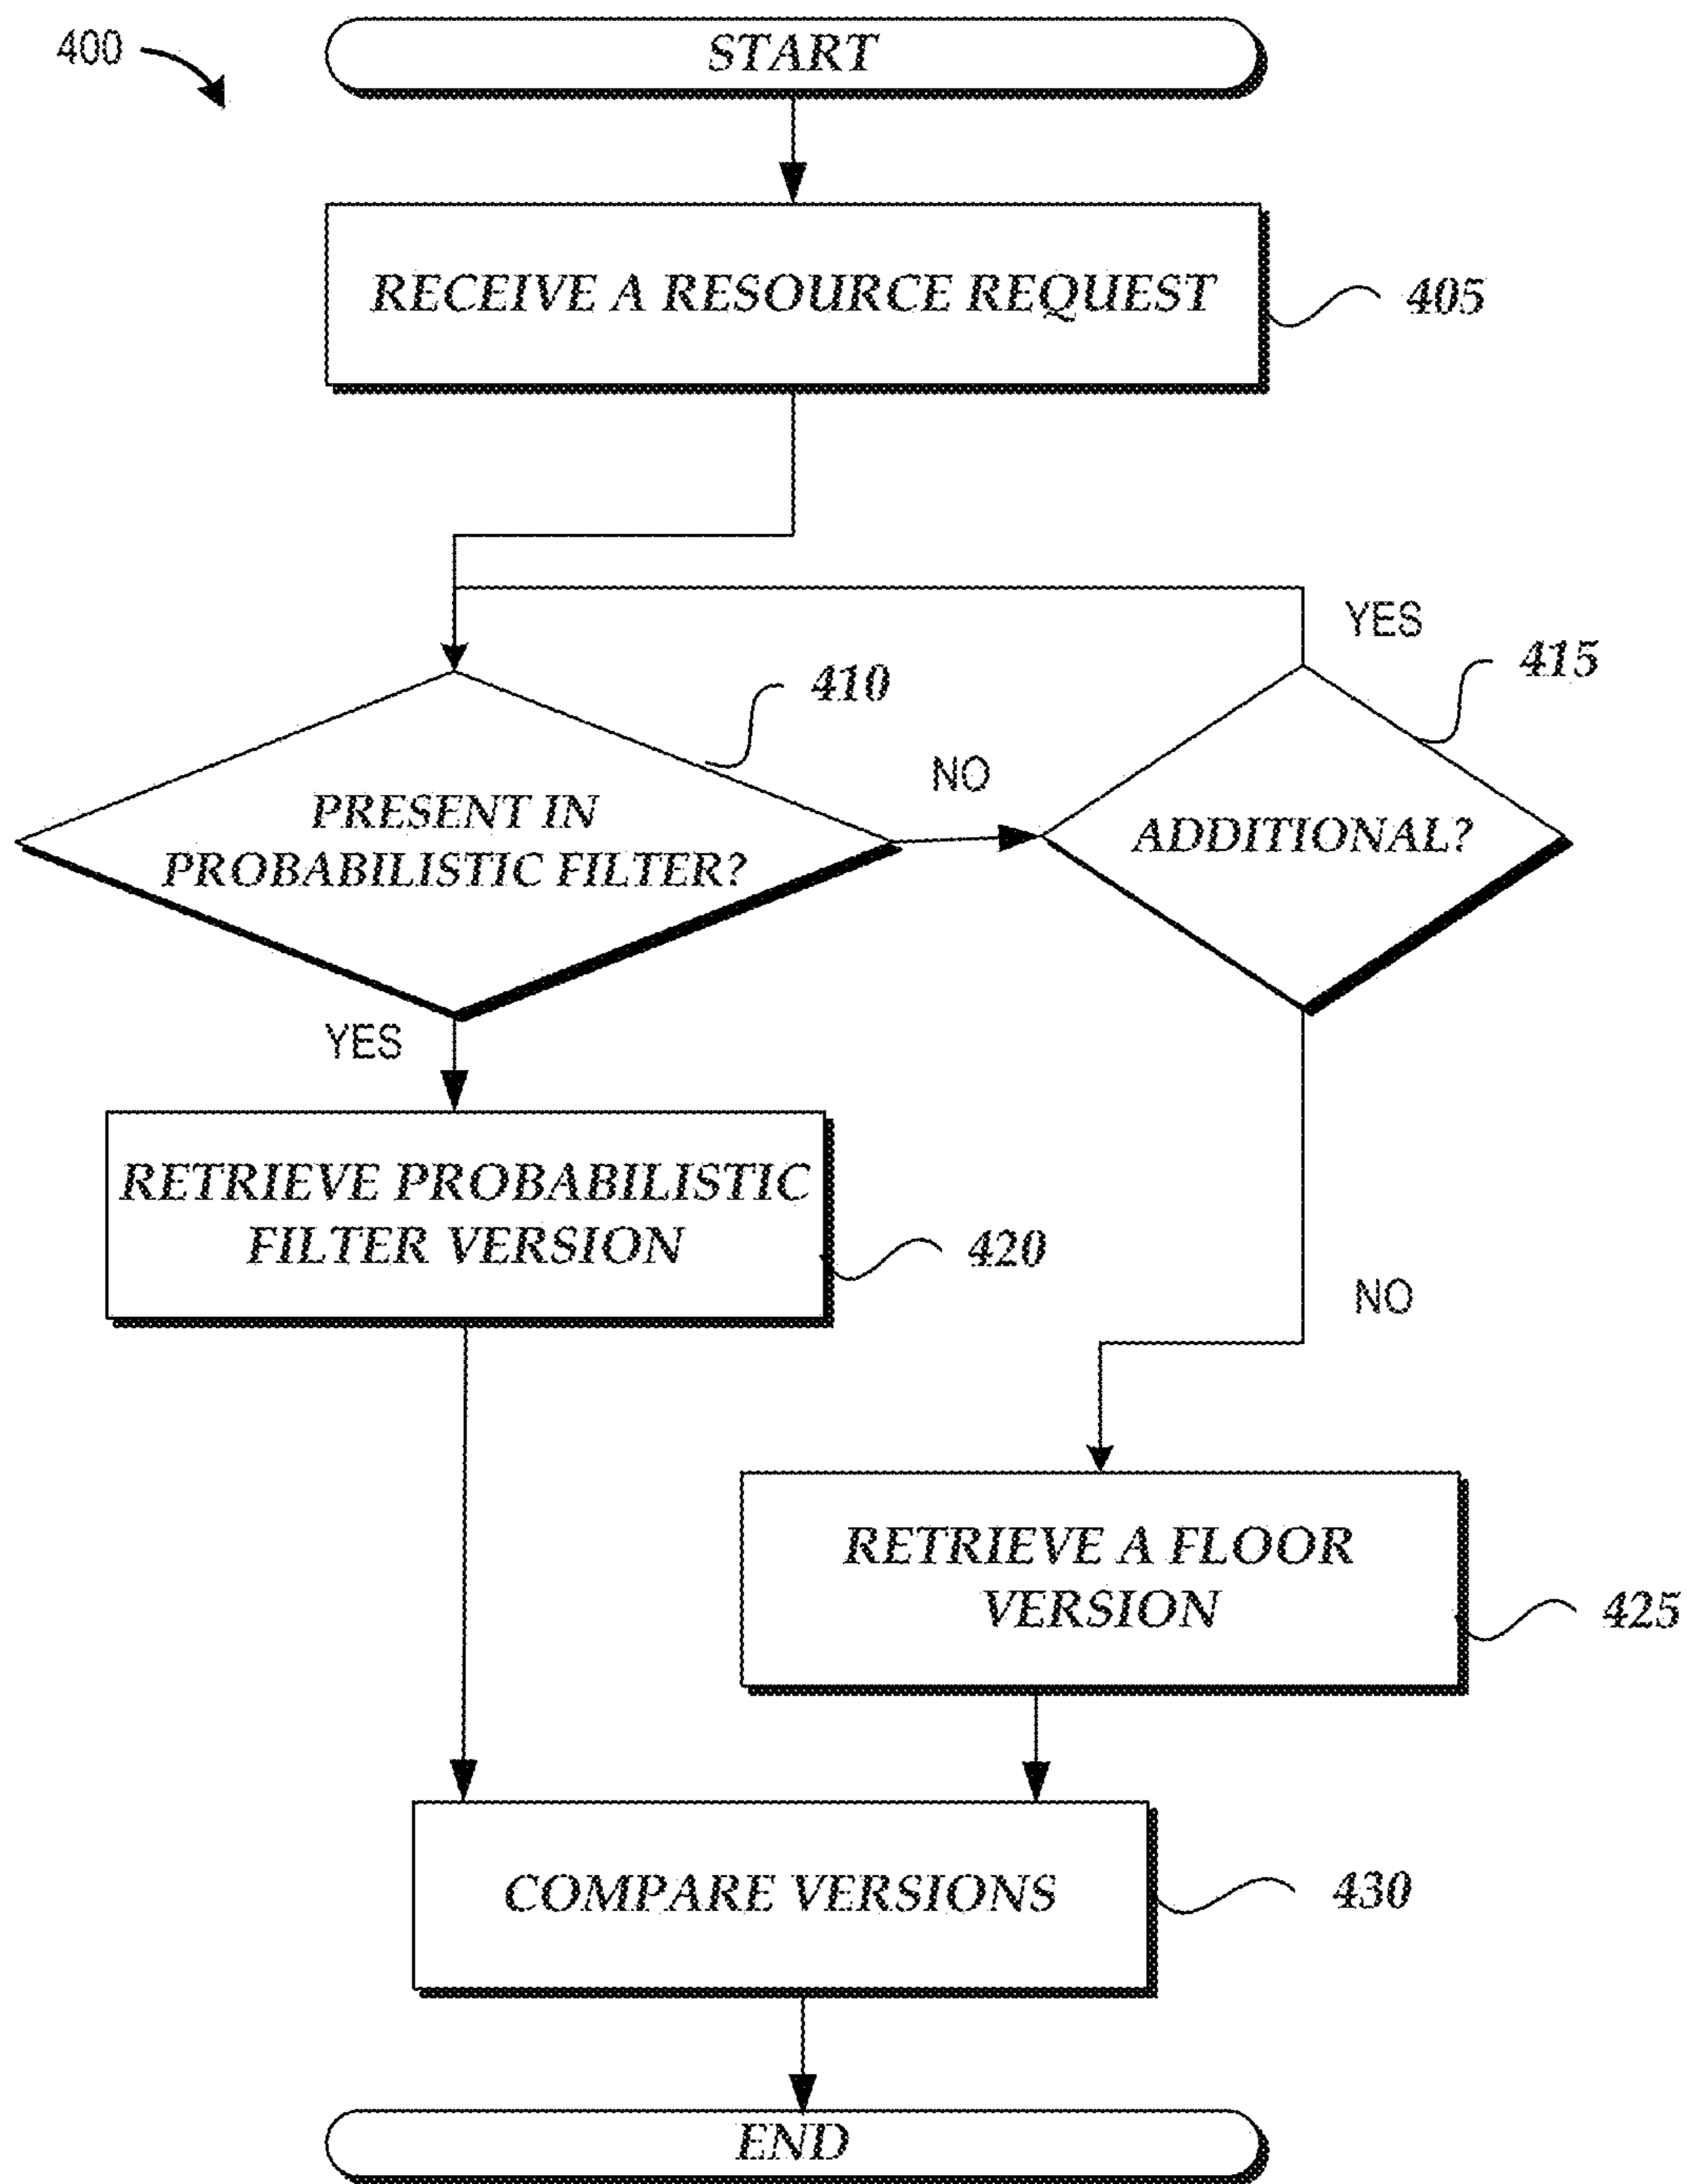 400
START
RECEIVE A RESOURCE REQUEST
405
YES
415
410
NO
PRESENT IN
PROBABILISTIC FILTER?
ADDITIONAL?
YES
RETRIEVE PROBABILISTIC
FILTER VERSION
420
NO
RETRIEVE A FLOOR
VERSION
425
COMPARE VERSIONS
430
END